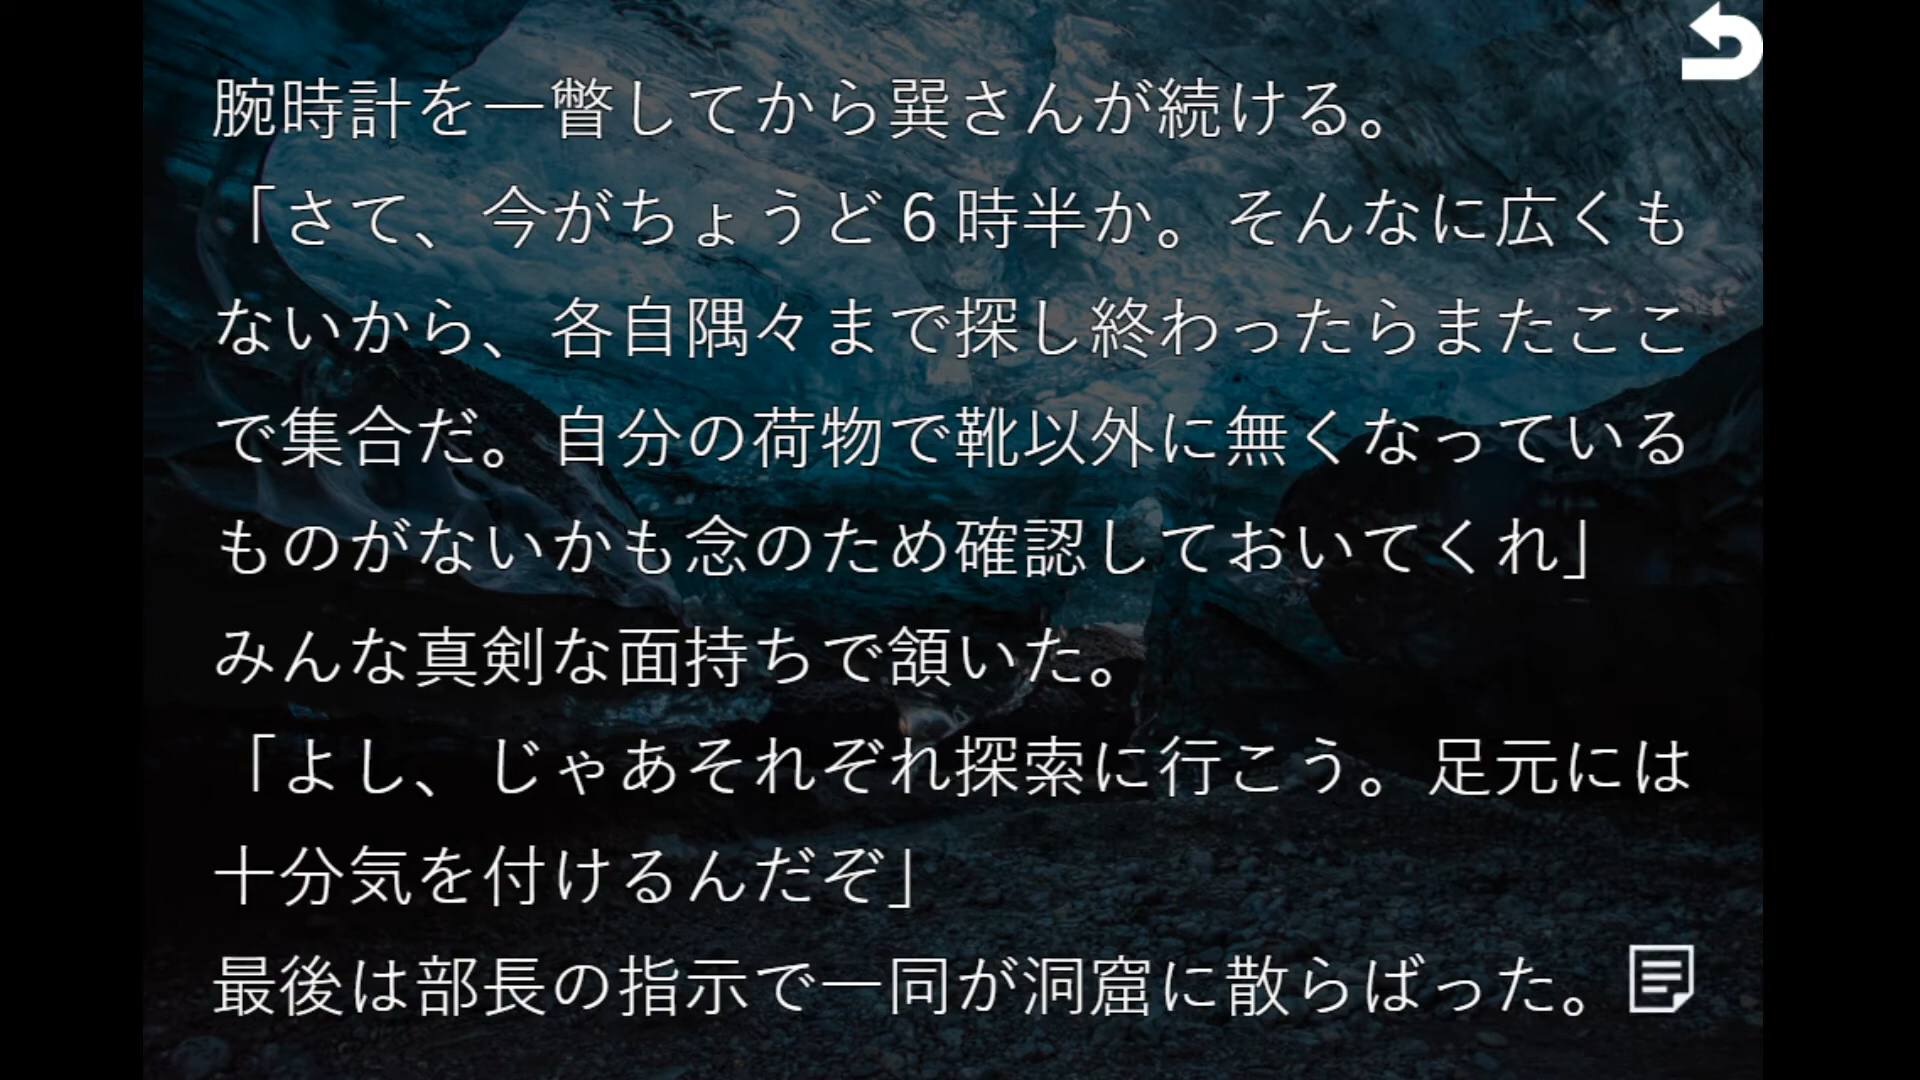 腕時計を一瞥してから巽さんが続ける。
「さて、今がちょうど６時半か。そんなに広くも
ないから、各自隅々まで探し終わったらまたここ
で集合だ。自分の荷物で靴以外に無くなっている
ものがないかも念のため確認しておいてくれ」
みんな真剣な面持ちで頷いた。
「よし、じゃあそれぞれ探索に行こう。足元には
十分気を付けるんだぞ」
最後は部長の指示で一同が洞窟に散らばった。